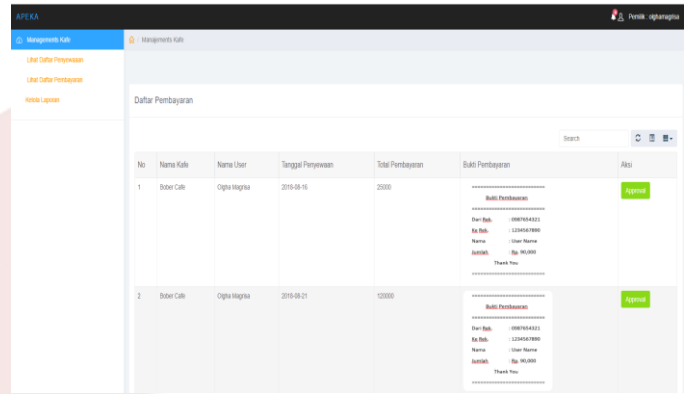 APEKA
Pemilik : olghamagrisa
Managements Kafe
Manajements Kafe
Lihat Daftar Penyewaan
Lihat Daftar Pembayaran
Kelola Laporan
Daftar Pembayaran
Search
No Nama Kafe Nama User Tanggal Penyewaan Total Pembayaran Bukti Pembayaran Aksi
1 Bober Cafe Olgha Magrisa 2018-08-16 25000 Approval
==========================
Bukti Pembayaran
==========================
Dari Rek. : 0987654321
Ke Rek. : 1234567890
Nama : User Name
Jumlah : Rp. 90,000
Thank You
==========================
2 Bober Cafe Olgha Magrisa 2018-08-21 120000 Approval
==========================
Bukti Pembayaran
==========================
Dari Rek. : 0987654321
Ke Rek. : 1234567890
Nama : User Name
Jumlah : Rp. 90,000
Thank You
==========================